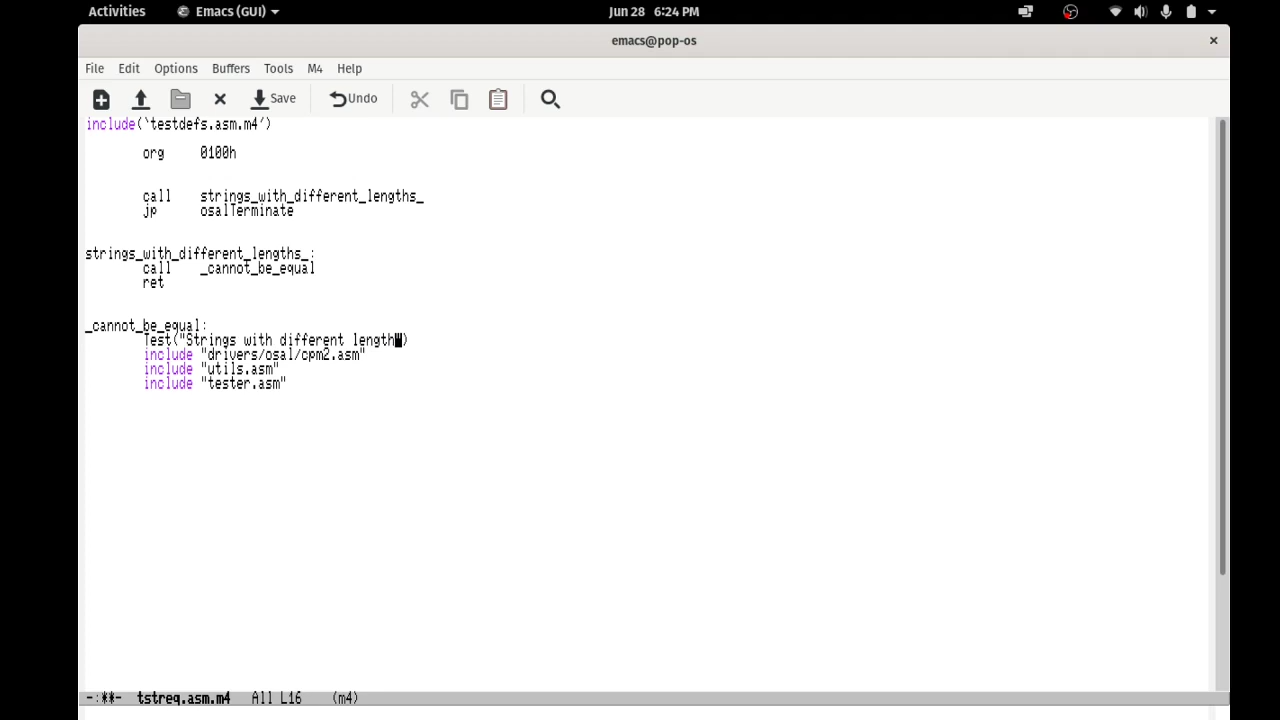 Activities Emacs (GUI) Jun 28 6:24 PM
emacs@pop-os
File Edit Options Buffers Tools M4 Help
Save Undo
include(`testdefs.asm.m4')
org 0100h
call strings_with_different_lengths_
jp osalTerminate
strings_with_different_lengths_:
call _cannot_be_equal
ret
_cannot_be_equal:
Test("Strings with different length")
include "drivers/osal/cpm2.asm"
include "utils.asm"
include "tester.asm"
-:**- tstreq.asm.m4 All L16 (m4)